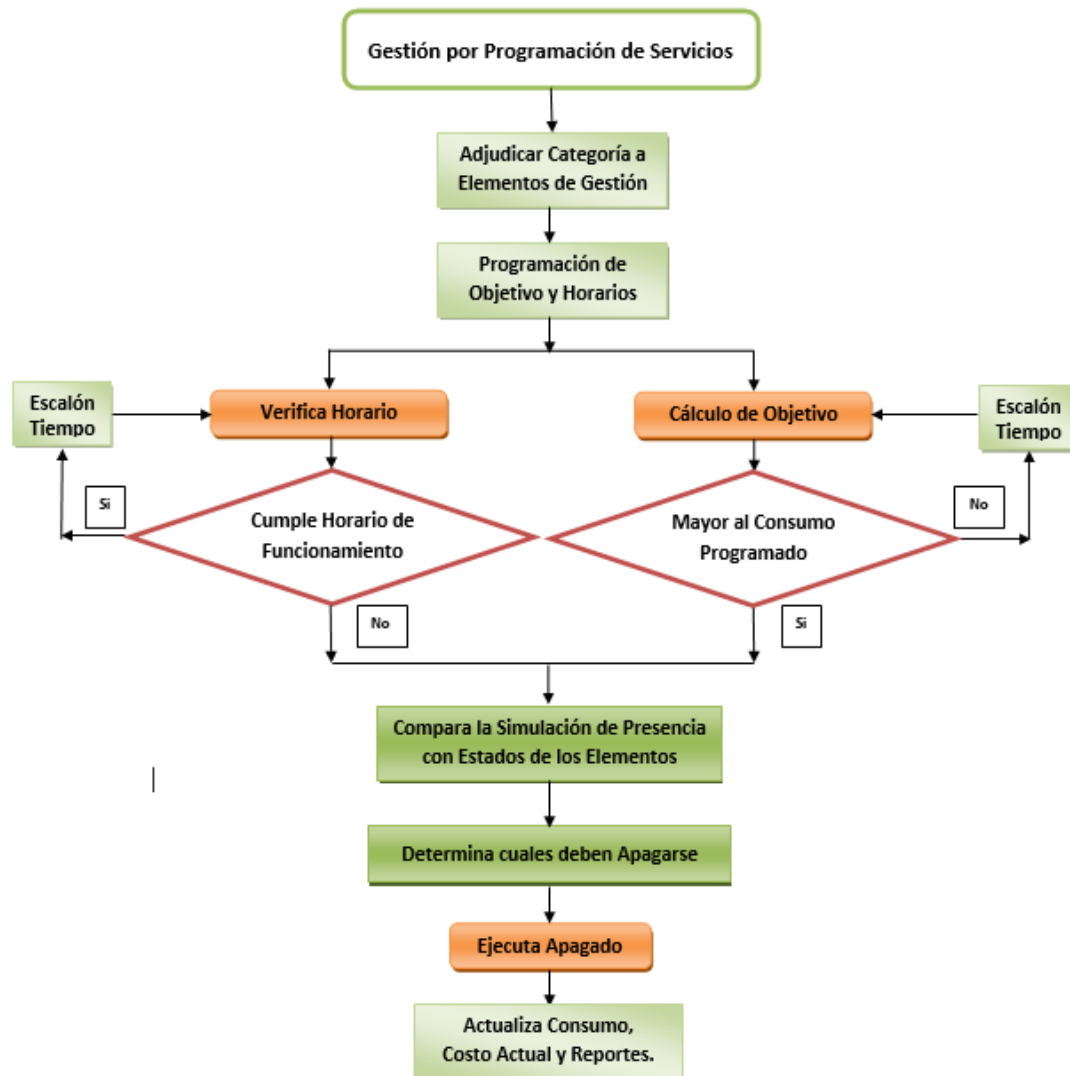 Gestión por Programación de Servicios
Adjudicar Categoría a
Elementos de Gestión
Programación de
Objetivo y Horarios
Escalón
Tiempo
Verifica Horario
Cálculo de Objetivo
Escalón
Tiempo
Si
Cumple Horario de
Funcionamiento
Mayor al Consumo
Programado
No
No
Si
Compara la Simulación de Presencia
con Estados de los Elementos
Determina cuales deben Apagarse
Ejecuta Apagado
Actualiza Consumo,
Costo Actual y Reportes.